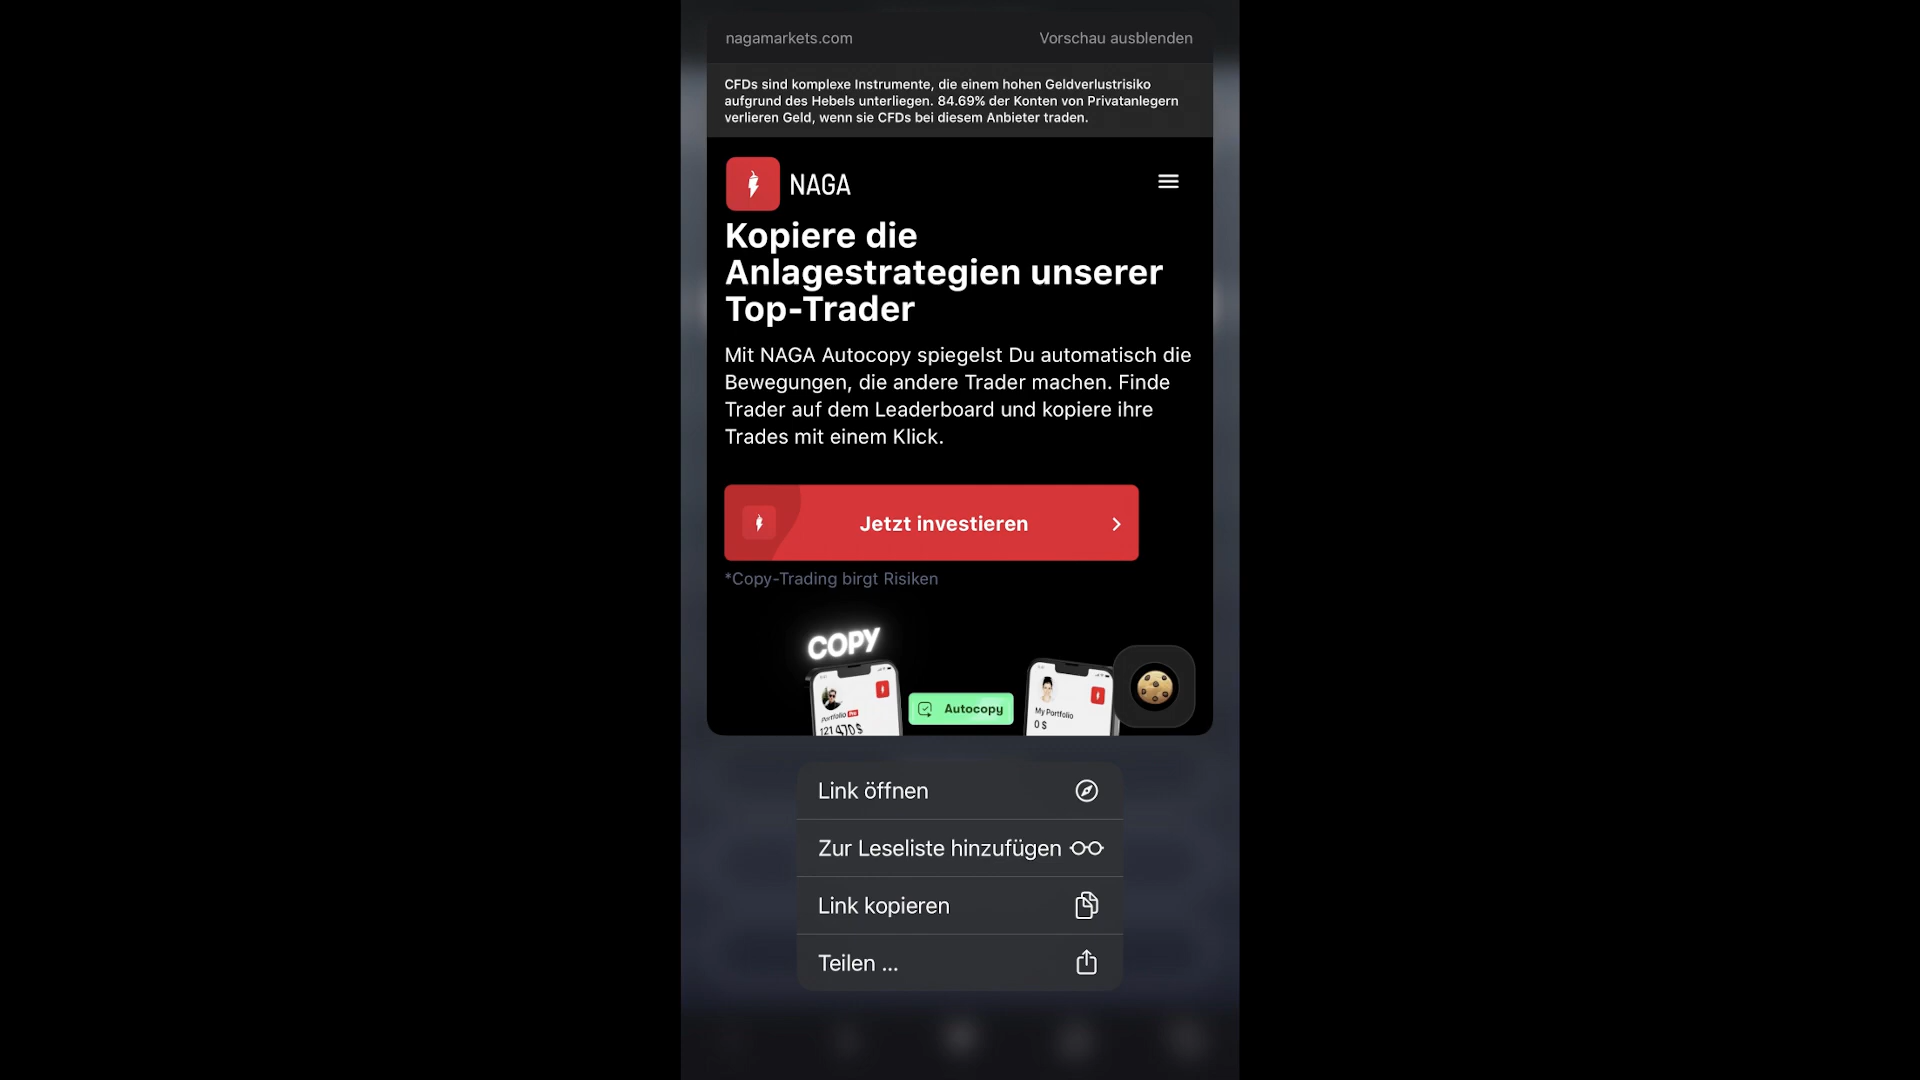 nagamarkets.com
Vorschau ausblenden
CFDs sind komplexe Instrumente, die einem hohen Geldverlustrisiko
aufgrund des Hebels unterliegen. 84.69% der Konten von Privatanlegern
verlieren Geld, wenn sie CFDs bei diesem Anbieter traden.
NAGA
Kopiere die
Anlagestrategien unserer
Top-Trader
Mit NAGA Autocopy spiegelst Du automatisch die
Bewegungen, die andere Trader machen. Finde
Trader auf dem Leaderboard und kopiere ihre
Trades mit einem Klick.
Jetzt investieren
*Copy-Trading birgt Risiken
COPY
Portfolio
Autocopy
My Portfolio
0 $
Link öffnen
Zur Leseliste hinzufügen
Link kopieren
Teilen ...